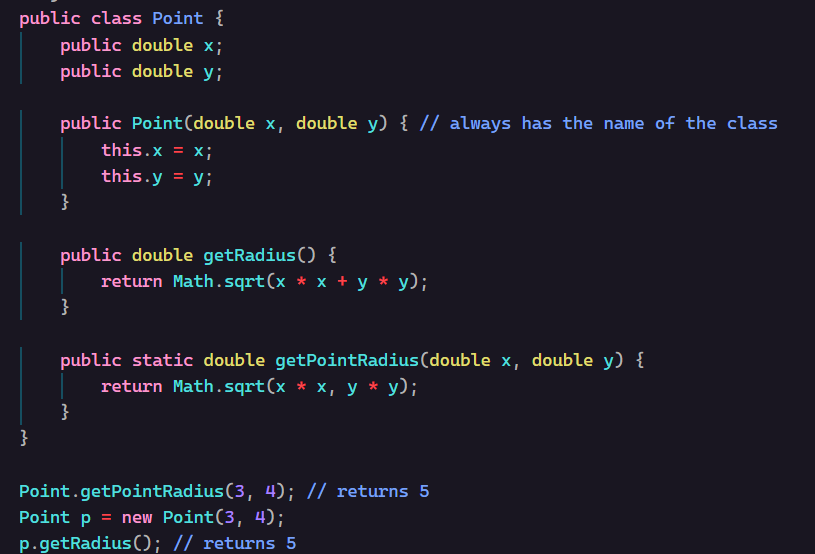 public class Point {
    public double x;
    public double y;

    public Point(double x, double y) { // always has the name of the class
        this.x = x;
        this.y = y;
    }

    public double getRadius() {
        return Math.sqrt(x * x + y * y);
    }

    public static double getPointRadius(double x, double y) {
        return Math.sqrt(x * x, y * y);
    }
}

Point.getPointRadius(3, 4); // returns 5
Point p = new Point(3, 4);
p.getRadius(); // returns 5